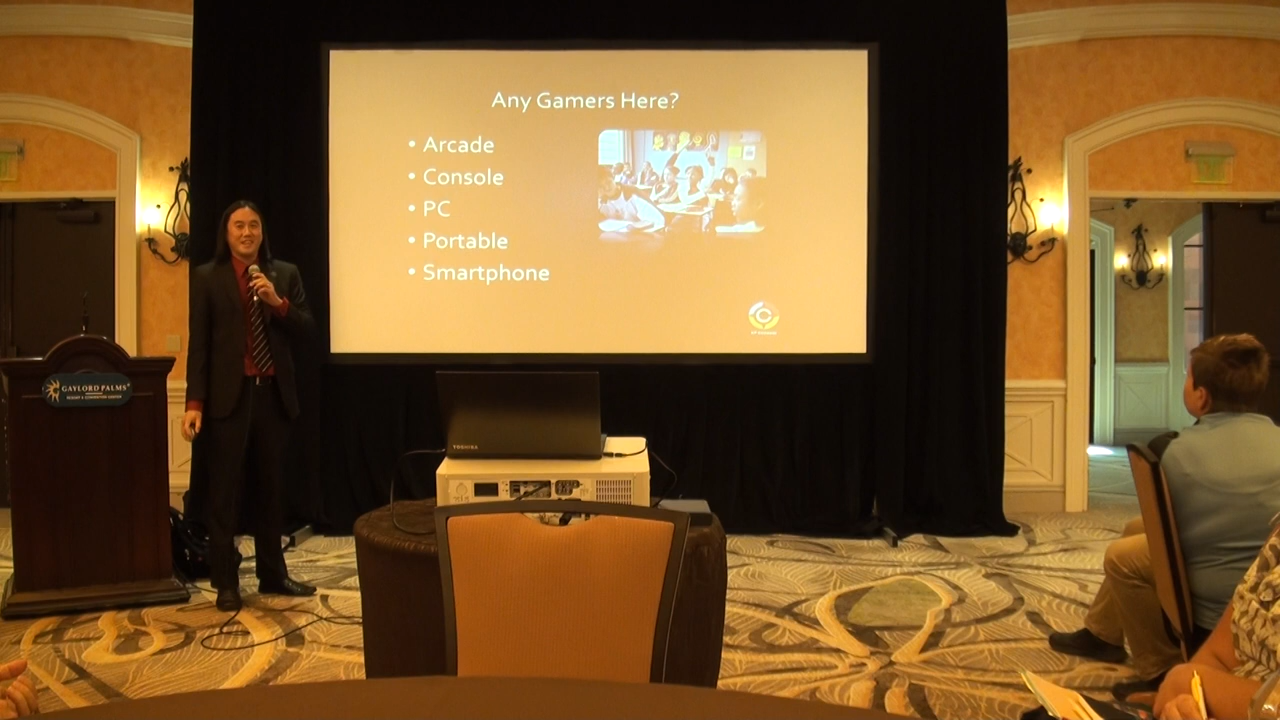 Any Gamers Here?
• Arcade
• Console
• PC
• Portable
• Smartphone
GAYLORD PALMS
TOSHIBA